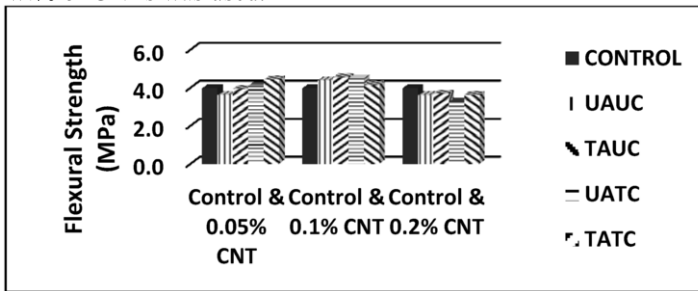 6.0
4.0
2.0
0.0
Flexural Strength
(MPa)
Control &
0.05%
CNT
Control &
0.1% CNT
Control &
0.2% CNT
CONTROL
UAUC
TAUC
UATC
TATC